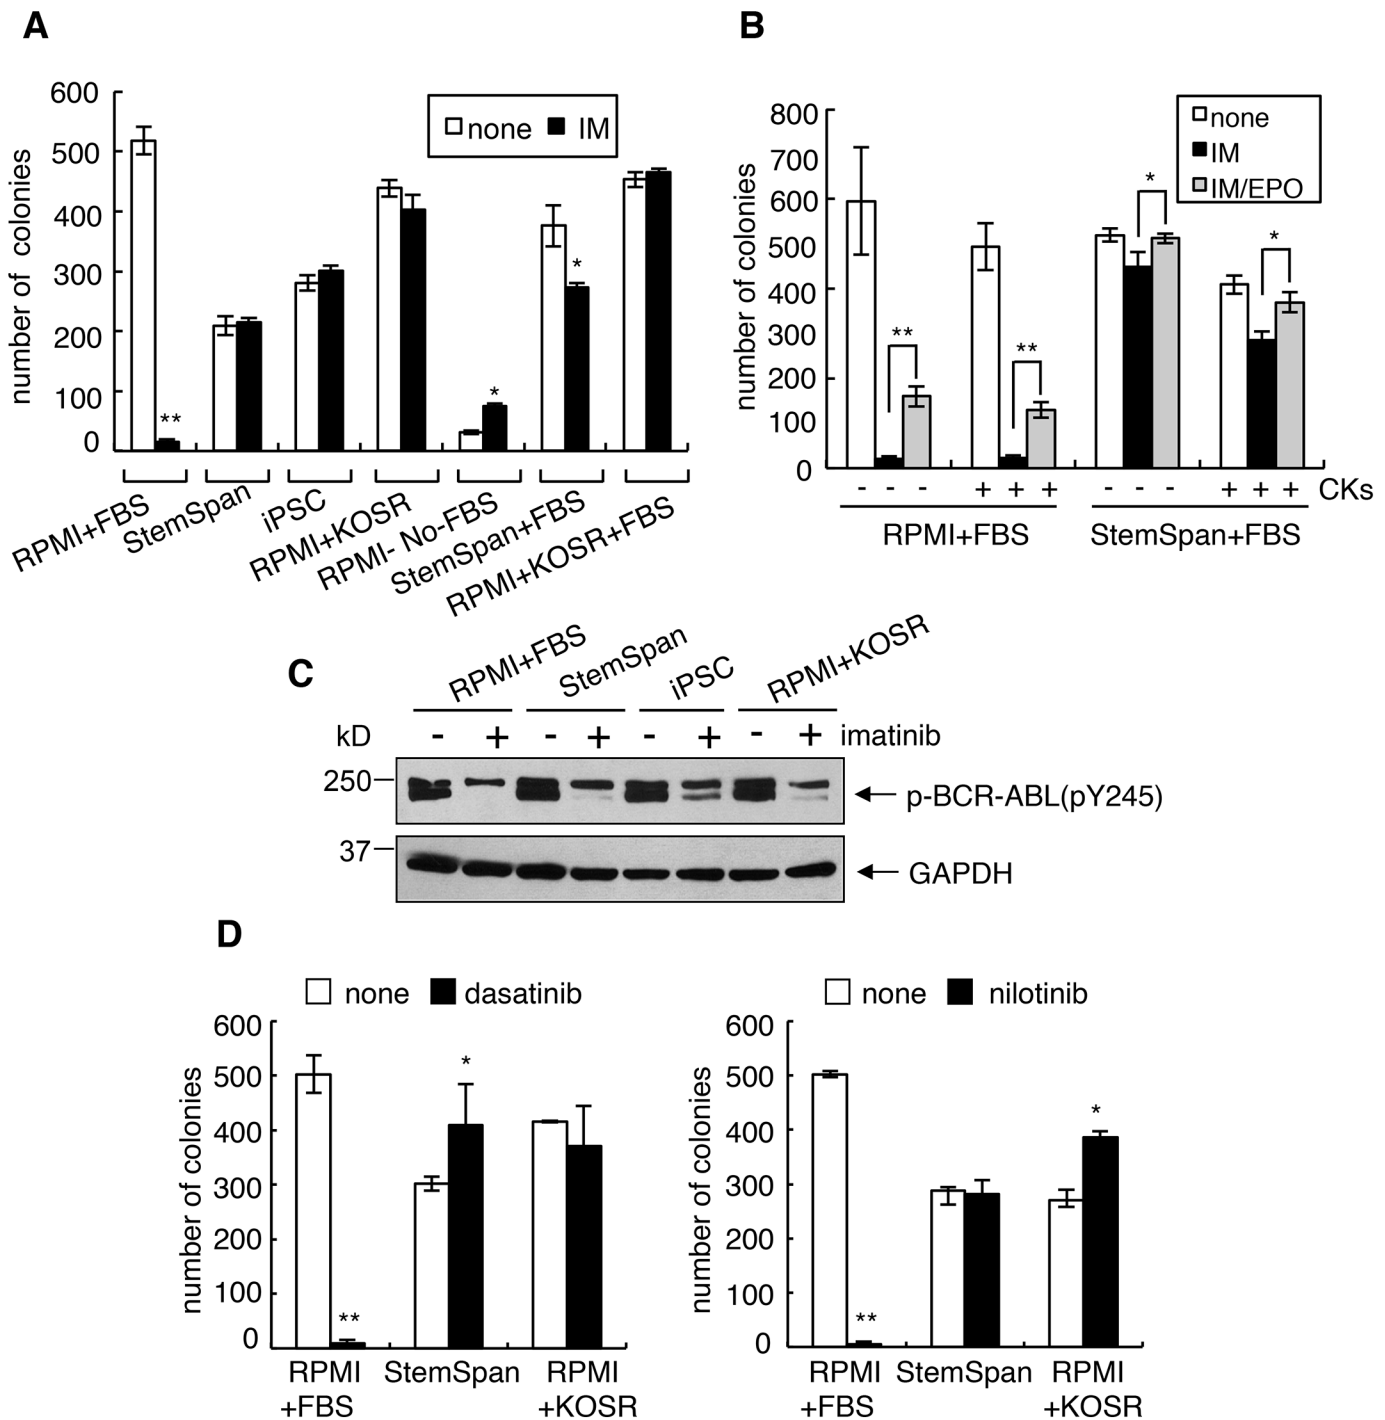 A
number of colonies
600
500
400
300
200
100
0
none IM
**
*
*
RPMI+FBS
StemSpan
iPSC
RPMI+KOSR
RPMI- No-FBS
StemSpan+FBS
RPMI+KOSR+FBS
B
number of colonies
800
700
600
500
400
300
200
100
0
none
IM
IM/EPO
**
**
*
*
- - - + + + - - - + + + CKs
RPMI+FBS StemSpan+FBS
C
RPMI+FBS StemSpan iPSC RPMI+KOSR
kD - + - + - + - + imatinib
250
p-BCR-ABL(pY245)
37
GAPDH
D
none dasatinib
number of colonies
600
500
400
300
200
100
0
**
*
RPMI StemSpan RPMI
+FBS +KOSR
none nilotinib
number of colonies
600
500
400
300
200
100
0
**
*
RPMI StemSpan RPMI
+FBS +KOSR